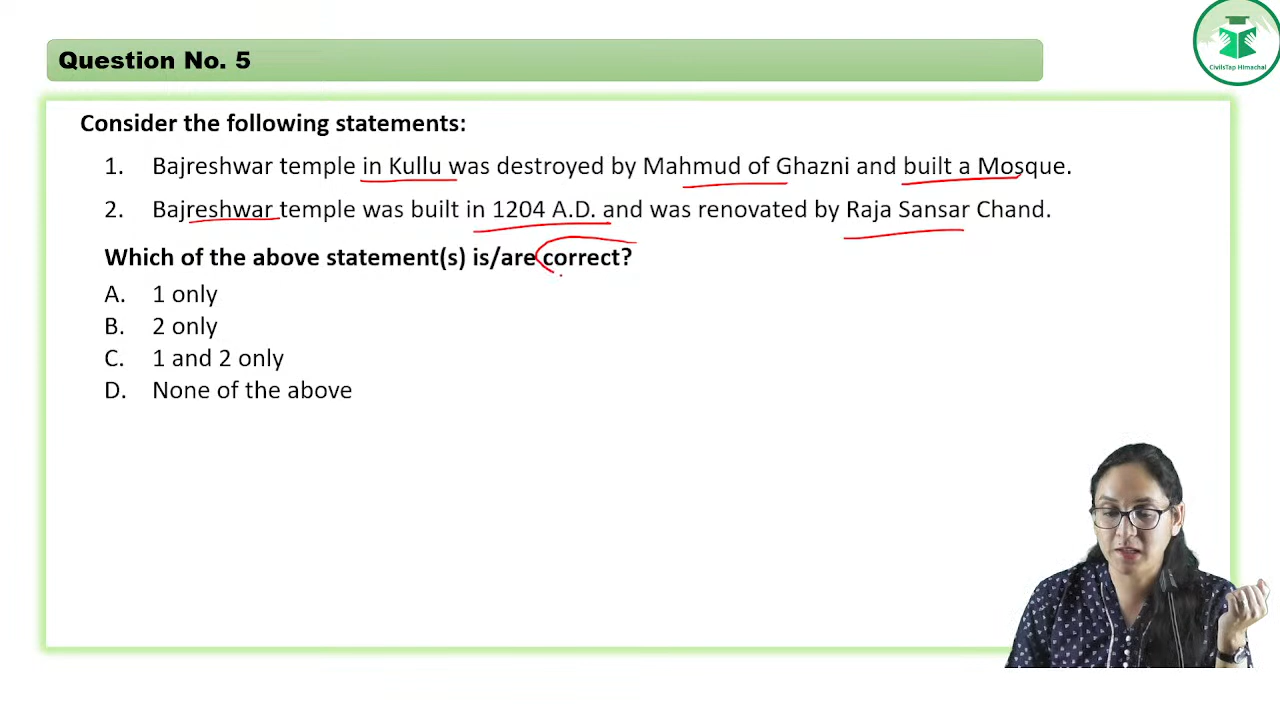 CivilsTap Himachal
Question No. 5
Consider the following statements:
1. Bajreshwar temple in Kullu was destroyed by Mahmud of Ghazni and built a Mosque.
2. Bajreshwar temple was built in 1204 A.D. and was renovated by Raja Sansar Chand.
Which of the above statement(s) is/are correct?
A. 1 only
B. 2 only
C. 1 and 2 only
D. None of the above